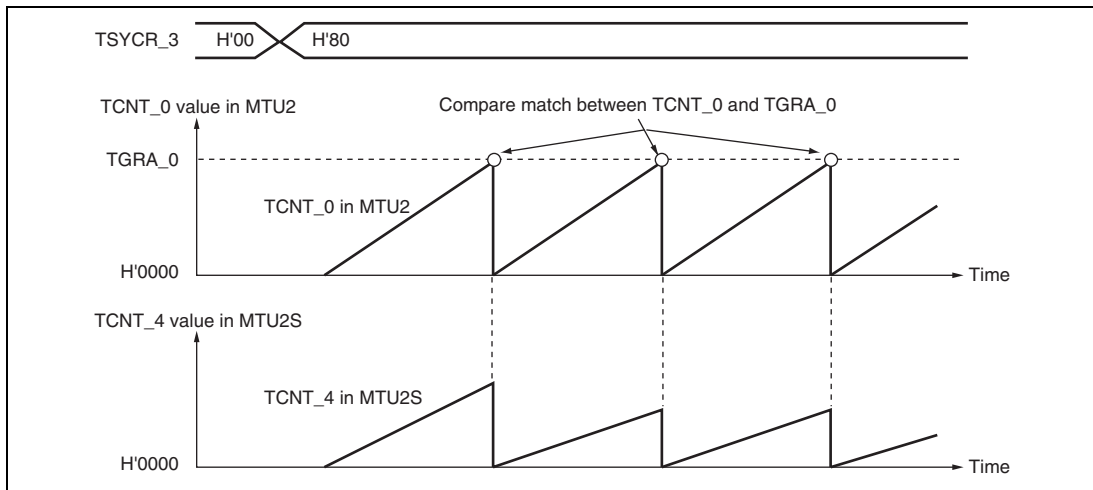 TSYCR_3 H'00 H'80
TCNT_0 value in MTU2
Compare match between TCNT_0 and TGRA_0
TGRA_0
TCNT_0 in MTU2
H'0000
Time
TCNT_4 value in MTU2S
TCNT_4 in MTU2S
H'0000
Time